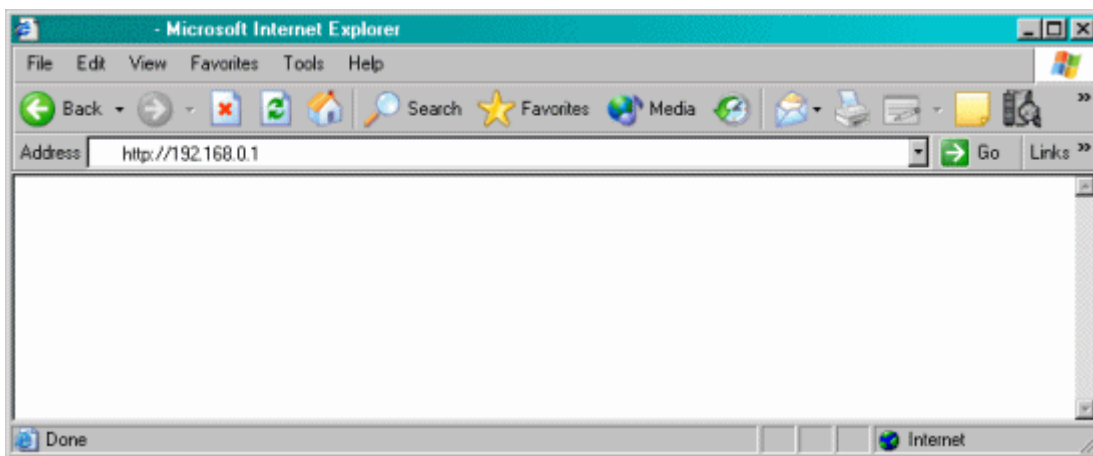 - Microsoft Internet Explorer
File Edit View Favorites Tools Help
Back Search Favorites Media »
Address http://192.168.0.1 Go Links »
Done Internet